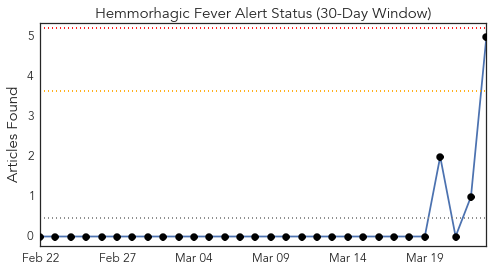 Hemmorhagic Fever Alert Status (30-Day Window)
Articles Found
5
4
3
2
1
0
Feb 22 Feb 27 Mar 04 Mar 09 Mar 14 Mar 19